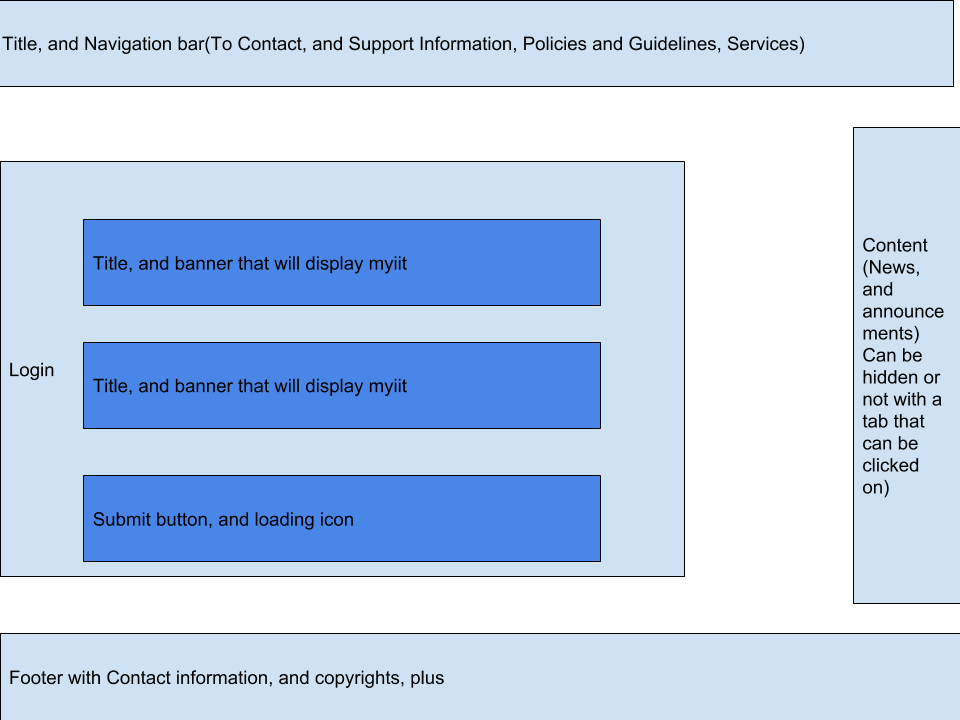 Title, and Navigation bar(To Contact, and Support Information, Policies and Guidelines, Services)
Title, and banner that will display myiit
Login
Title, and banner that will display myiit
Submit button, and loading icon
Content
(News,
and
announce
ments)
Can be
hidden or
not with a
tab that
can be
clicked
on)
Footer with Contact information, and copyrights, plus